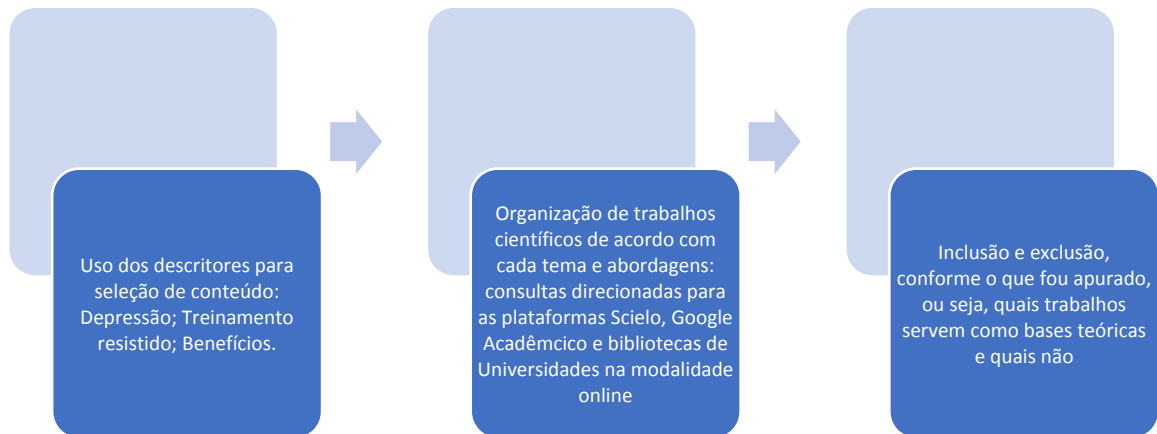 Uso dos descritores para
seleção de conteúdo:
Depressão; Treinamento
resistido; Benefícios.
Organização de trabalhos
científicos de acordo com
cada tema e abordagens:
consultas direcionadas para
as plataformas Scielo, Google
Acadêmcico e bibliotecas de
Universidades na modalidade
online
Inclusão e exclusão,
conforme o que fou apurado,
ou seja, quais trabalhos
servem como bases teóricas
e quais não